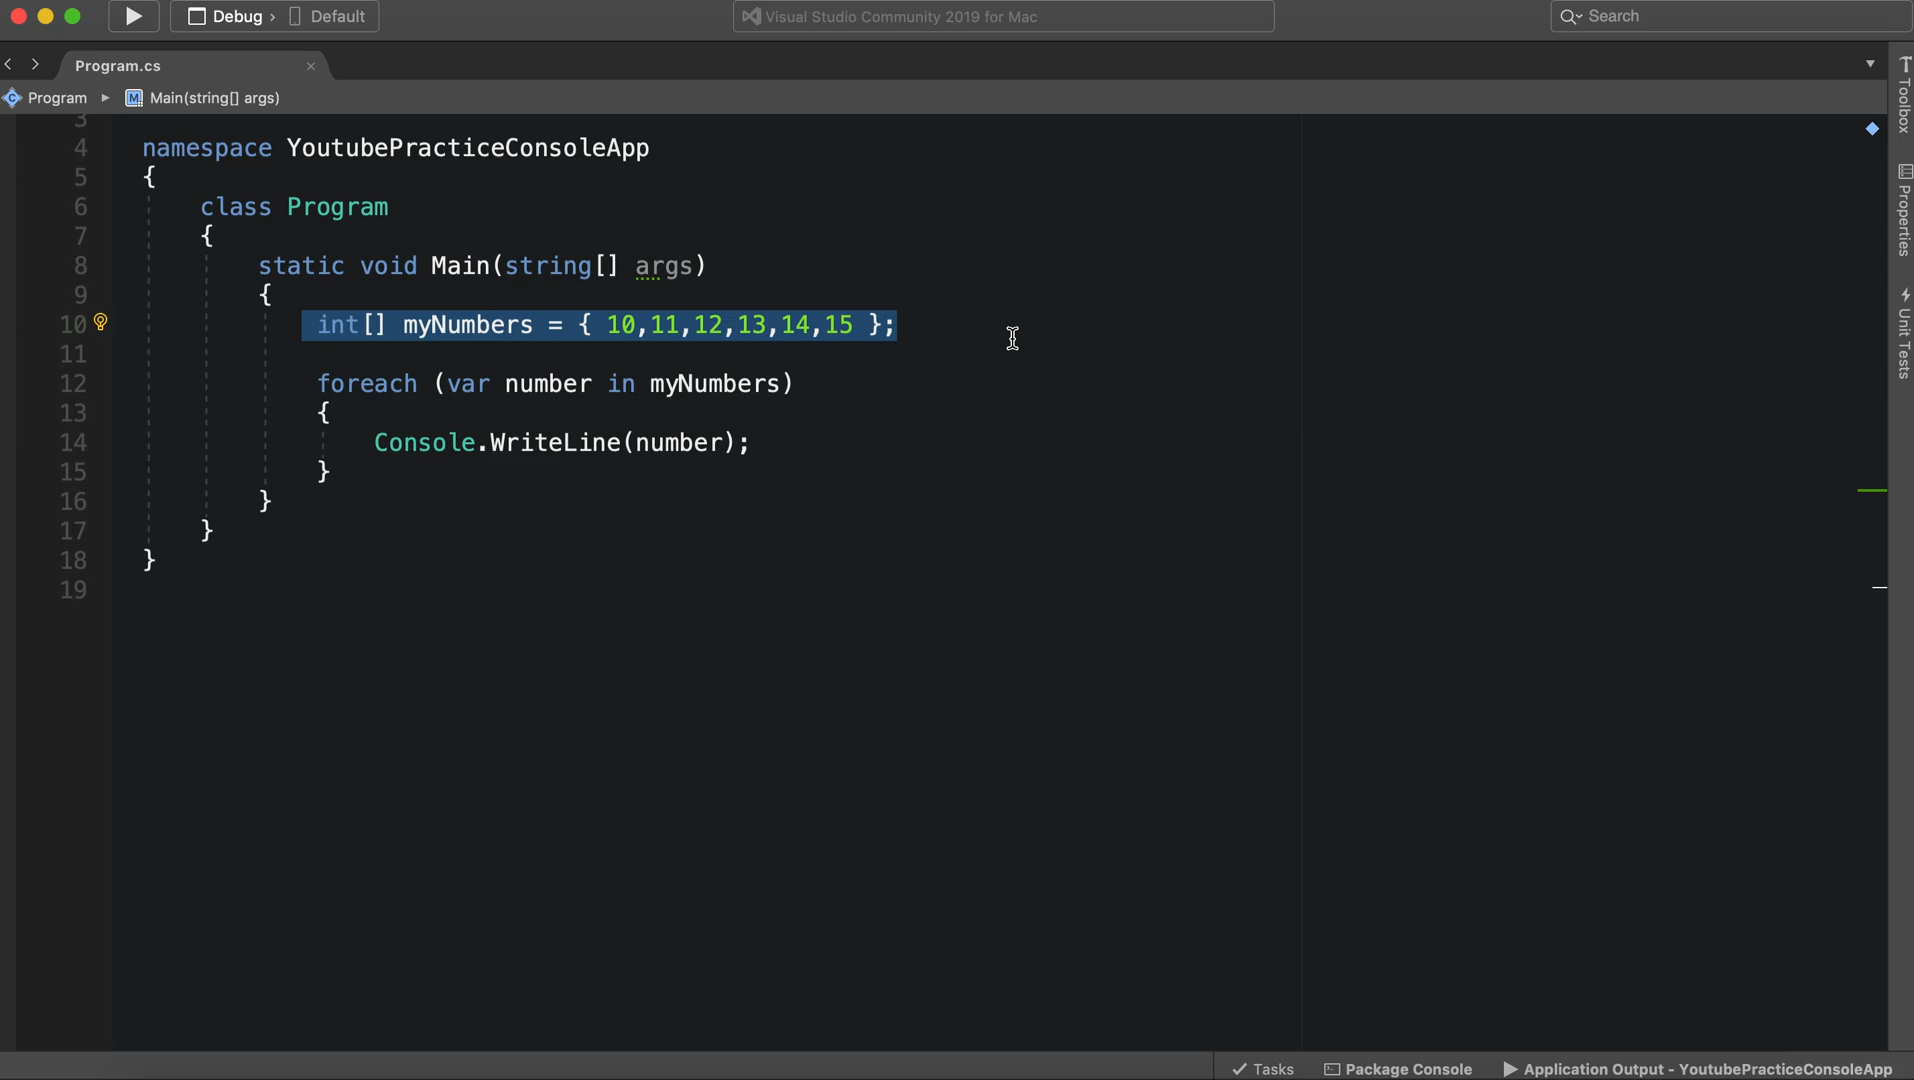 Debug › Default
Visual Studio Community 2019 for Mac
Search
Program.cs
Program ▸ M Main(string[] args)
3
4 namespace YoutubePracticeConsoleApp
5 {
6 class Program
7 {
8 static void Main(string[] args)
9 {
10 int[] myNumbers = { 10,11,12,13,14,15 };
11
12 foreach (var number in myNumbers)
13 {
14 Console.WriteLine(number);
15 }
16 }
17 }
18 }
19
Toolbox
Properties
Unit Tests
Tasks
Package Console
Application Output - YoutubePracticeConsoleApp